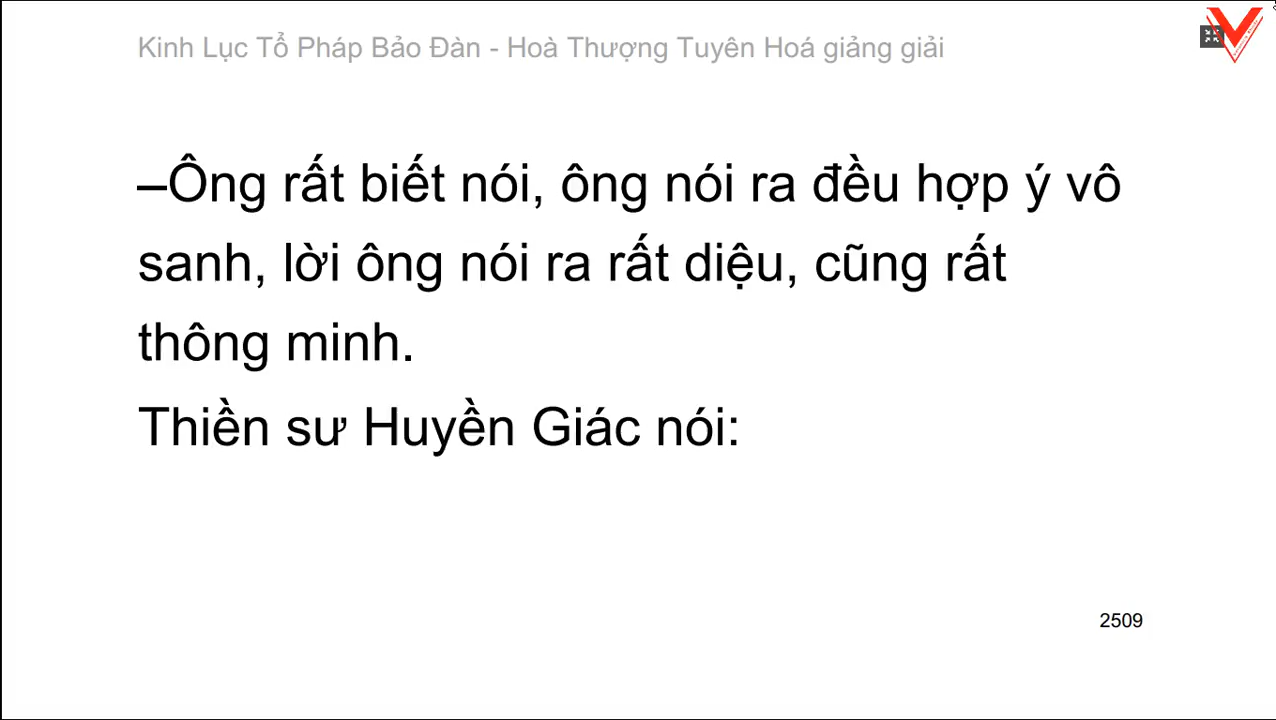 Kinh Lục Tổ Pháp Bảo Đàn - Hoà Thượng Tuyên Hoá giảng giải
–Ông rất biết nói, ông nói ra đều hợp ý vô
sanh, lời ông nói ra rất diệu, cũng rất
thông minh.
Thiền sư Huyền Giác nói:
2509